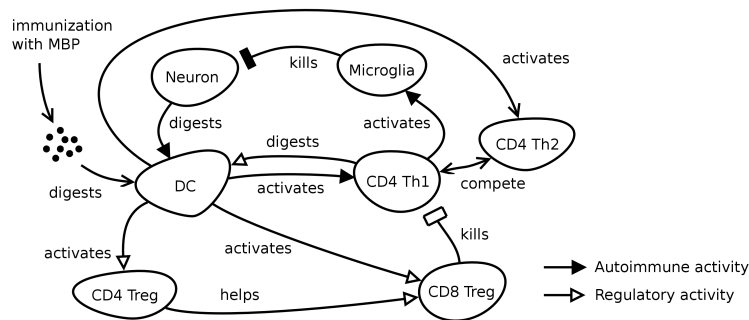 immunization
with MBP
activates
kills
Neuron
Microglia
digests
digests
activates
CD4 Th2
digests
DC
activates
CD4 Th1
compete
activates
activates
kills
CD4 Treg
helps
CD8 Treg
Autoimmune activity
Regulatory activity